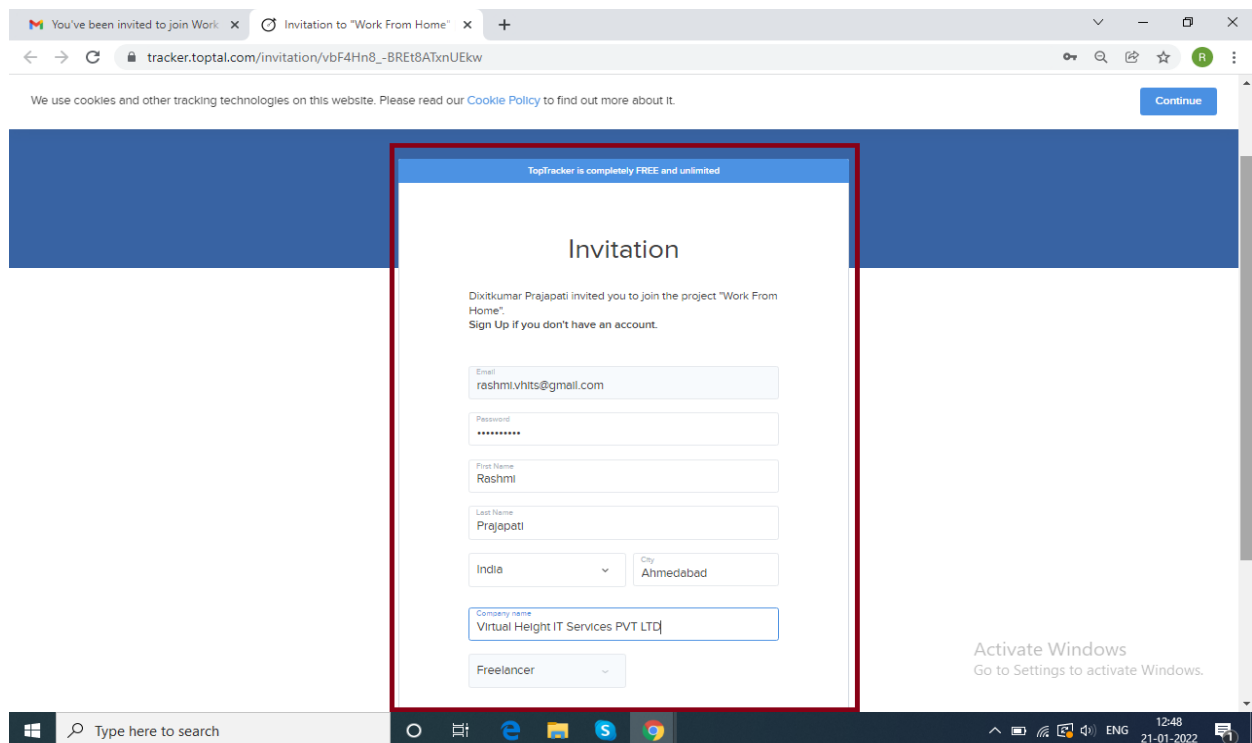 You've been invited to join Work
Invitation to "Work From Home"
tracker.toptal.com/invitation/vbF4Hn8_-BREt8ATxnUEkw
R
We use cookies and other tracking technologies on this website. Please read our Cookie Policy to find out more about it.
Continue
TopTracker is completely FREE and unlimited
Invitation
Dixitkumar Prajapati invited you to join the project "Work From
Home".
Sign Up if you don't have an account.
Email
rashmi.vhits@gmail.com
Password
••••••••••
First Name
Rashmi
Last Name
Prajapati
India
City
Ahmedabad
Company name
Virtual Height IT Services PVT LTD
Freelancer
Activate Windows
Go to Settings to activate Windows.
Type here to search
ENG
12:48
21-01-2022
1